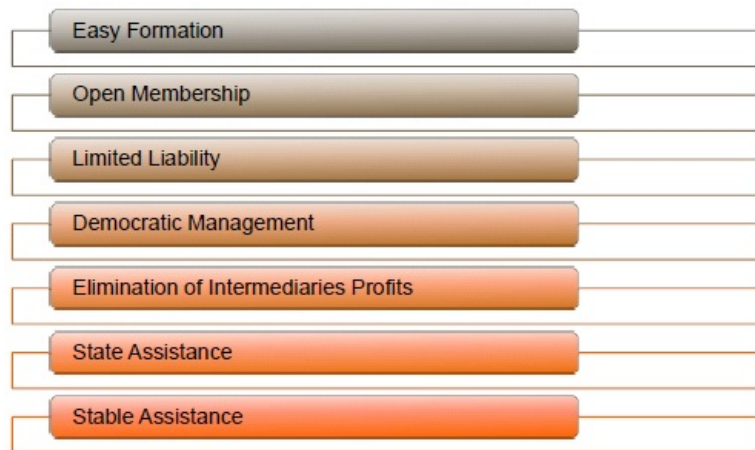 Easy Formation
Open Membership
Limited Liability
Democratic Management
Elimination of Intermediaries Profits
State Assistance
Stable Assistance